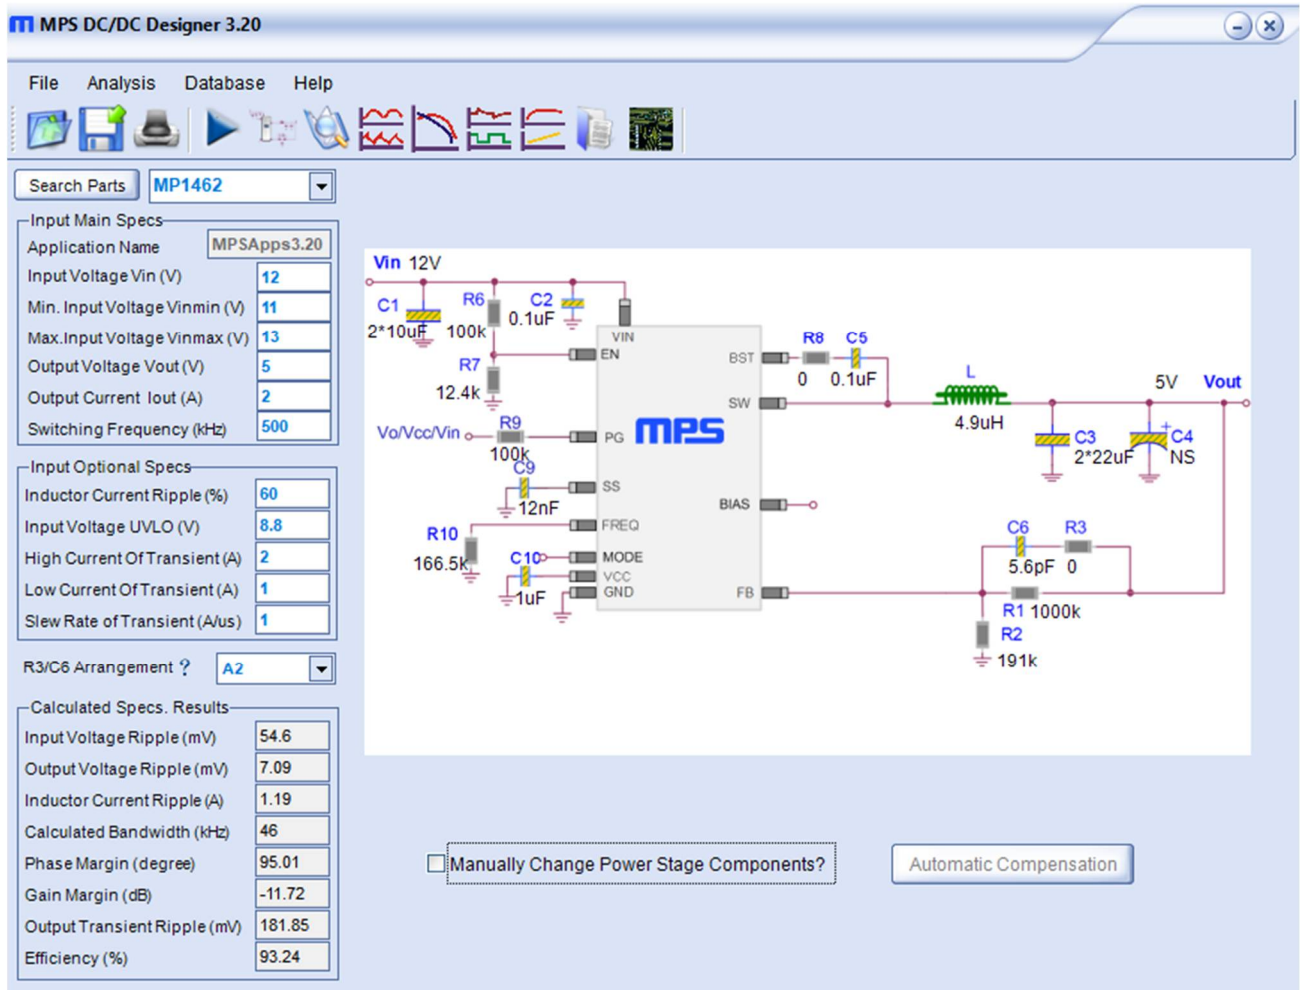 MPS DC/DC Designer 3.20
File Analysis Database Help
Search Parts MP1462
Input Main Specs
Application Name MPSApps3.20
Input Voltage Vin (V) 12
Min. Input Voltage Vinmin (V) 11
Max.Input Voltage Vinmax (V) 13
Output Voltage Vout (V) 5
Output Current Iout (A) 2
Switching Frequency (kHz) 500
Input Optional Specs
Inductor Current Ripple (%) 60
Input Voltage UVLO (V) 8.8
High Current Of Transient (A) 2
Low Current Of Transient (A) 1
Slew Rate of Transient (A/us) 1
R3/C6 Arrangement ? A2
Calculated Specs. Results
Input Voltage Ripple (mV) 54.6
Output Voltage Ripple (mV) 7.09
Inductor Current Ripple (A) 1.19
Calculated Bandwidth (kHz) 46
Phase Margin (degree) 95.01
Gain Margin (dB) -11.72
Output Transient Ripple (mV) 181.85
Efficiency (%) 93.24
Vin 12V
C1
2*10uF
R6
100k
C2
0.1uF
R7
12.4k
Vo/Vcc/Vin
R9
100k
C9
12nF
R10
166.5k
C10
1uF
VIN
EN
PG
SS
FREQ
MODE
VCC
GND
mps
BST
SW
BIAS
FB
R8
0
C5
0.1uF
L
4.9uH
5V Vout
C3
2*22uF
+
C4
NS
C6
5.6pF
R3
0
R1 1000k
R2
191k
Manually Change Power Stage Components?
Automatic Compensation